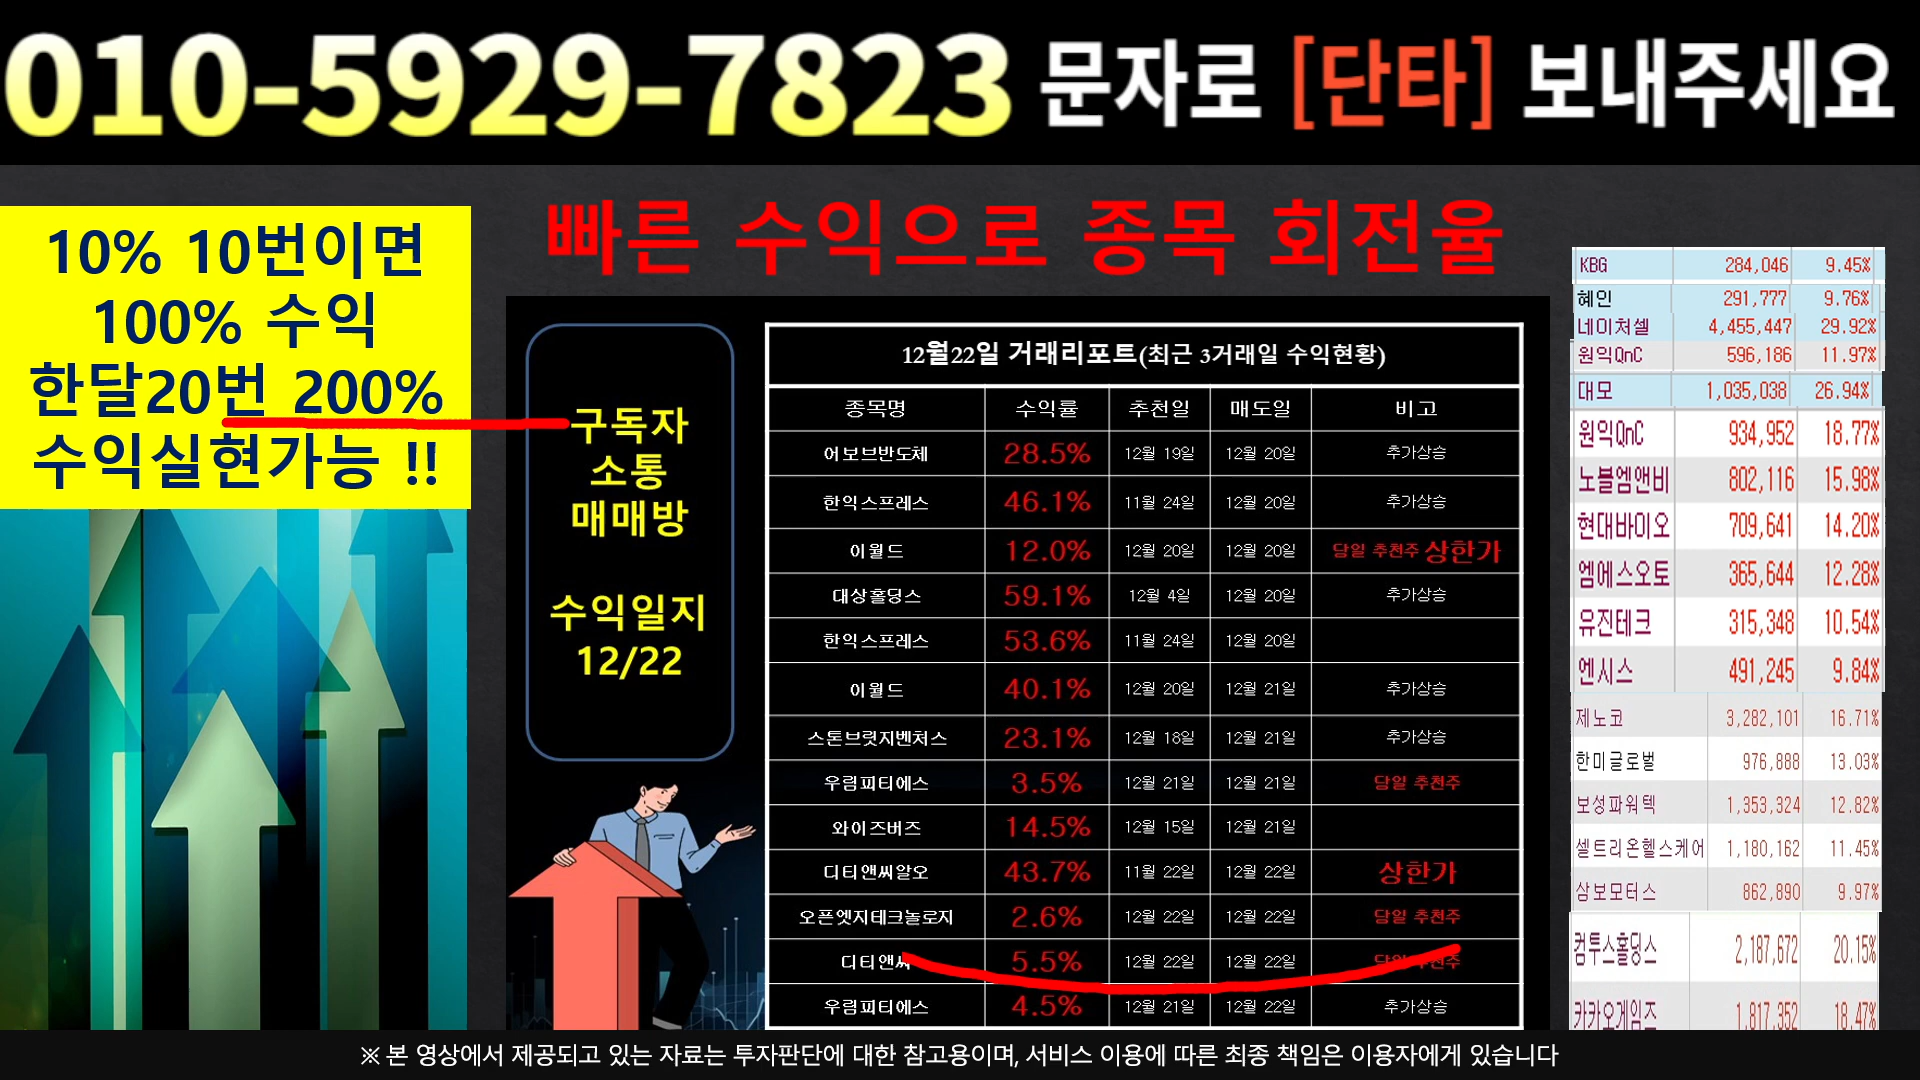 010-5929-7823 문자로 [단타] 보내주세요
빠른 수익으로 종목 회전율
10% 10번이면
100% 수익
한달20번 200%
수익실현가능 !!
구독자
소통
매매방
수익일지
12/22
12월22일 거래리포트(최근 3거래일 수익현황)
종목명 수익률 추천일 매도일 비고
어보브반도체 28.5% 12월 19일 12월 20일 추가상승
한익스프레스 46.1% 11월 24일 12월 20일 추가상승
이월드 12.0% 12월 20일 12월 20일 당일 추천주 상한가
대상홀딩스 59.1% 12월 4일 12월 20일 추가상승
한익스프레스 53.6% 11월 24일 12월 20일
이월드 40.1% 12월 20일 12월 21일 추가상승
스톤브릿지벤처스 23.1% 12월 18일 12월 21일 추가상승
우림피티에스 3.5% 12월 21일 12월 21일 당일 추천주
와이즈버즈 14.5% 12월 15일 12월 21일
디티앤씨알오 43.7% 11월 22일 12월 22일 상한가
오픈엣지테크놀로지 2.6% 12월 22일 12월 22일 당일 추천주
디티앤씨 5.5% 12월 22일 12월 22일 당일 추천주
우림피티에스 4.5% 12월 21일 12월 22일 추가상승
KBG 284,046 9.45%
혜인 291,777 9.76%
네이처셀 4,455,447 29.92%
원익QnC 596,186 11.97%
대모 1,035,038 26.94%
원익QnC 934,952 18.77%
노블엠앤비 802,116 15.98%
현대바이오 709,641 14.20%
엠에스오토 365,644 12.28%
유진테크 315,348 10.54%
엔시스 491,245 9.84%
제노코 3,282,101 16.71%
한미글로벌 976,888 13.03%
보성파워텍 1,353,324 12.82%
셀트리온헬스케어 1,180,162 11.45%
삼보모터스 862,890 9.97%
컴투스홀딩스 2,187,672 20.15%
카카오게임즈 1,817,352 18.47%
※ 본 영상에서 제공되고 있는 자료는 투자판단에 대한 참고용이며, 서비스 이용에 따른 최종 책임은 이용자에게 있습니다